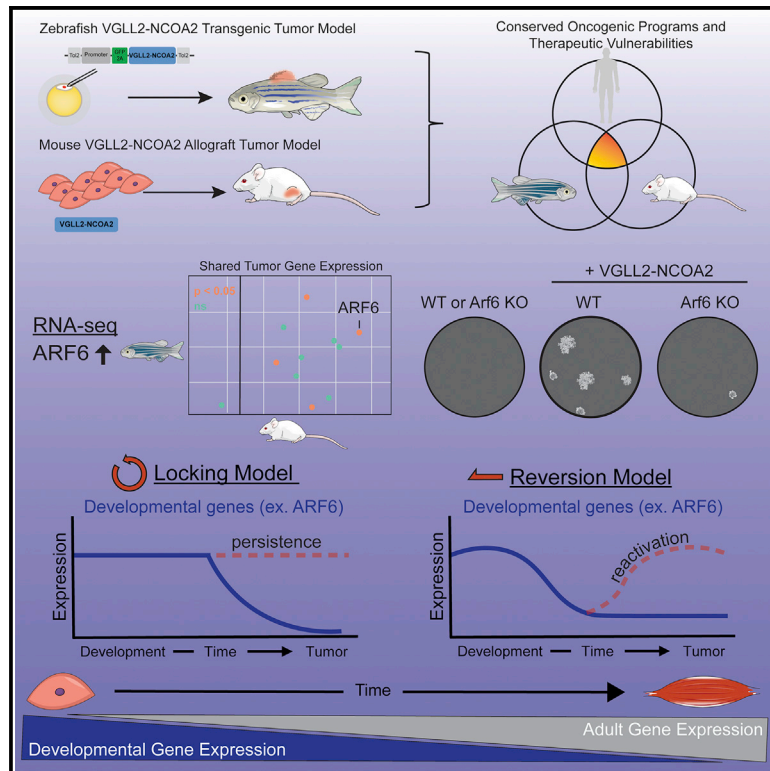 Zebrafish VGLL2-NCOA2 Transgenic Tumor Model
Tol2
Promoter
GFP
2A
VGLL2-NCOA2
Tol2
Mouse VGLL2-NCOA2 Allograft Tumor Model
VGLL2-NCOA2
Conserved Oncogenic Programs and
Therapeutic Vulnerabilities
Shared Tumor Gene Expression
p < 0.05
ns
ARF6
RNA-seq
ARF6
+ VGLL2-NCOA2
WT or Arf6 KO
WT
Arf6 KO
Locking Model
Developmental genes (ex. ARF6)
persistence
Expression
Development
Time
Tumor
Reversion Model
Developmental genes (ex. ARF6)
reactivation
Expression
Development
Time
Tumor
Time
Adult Gene Expression
Developmental Gene Expression